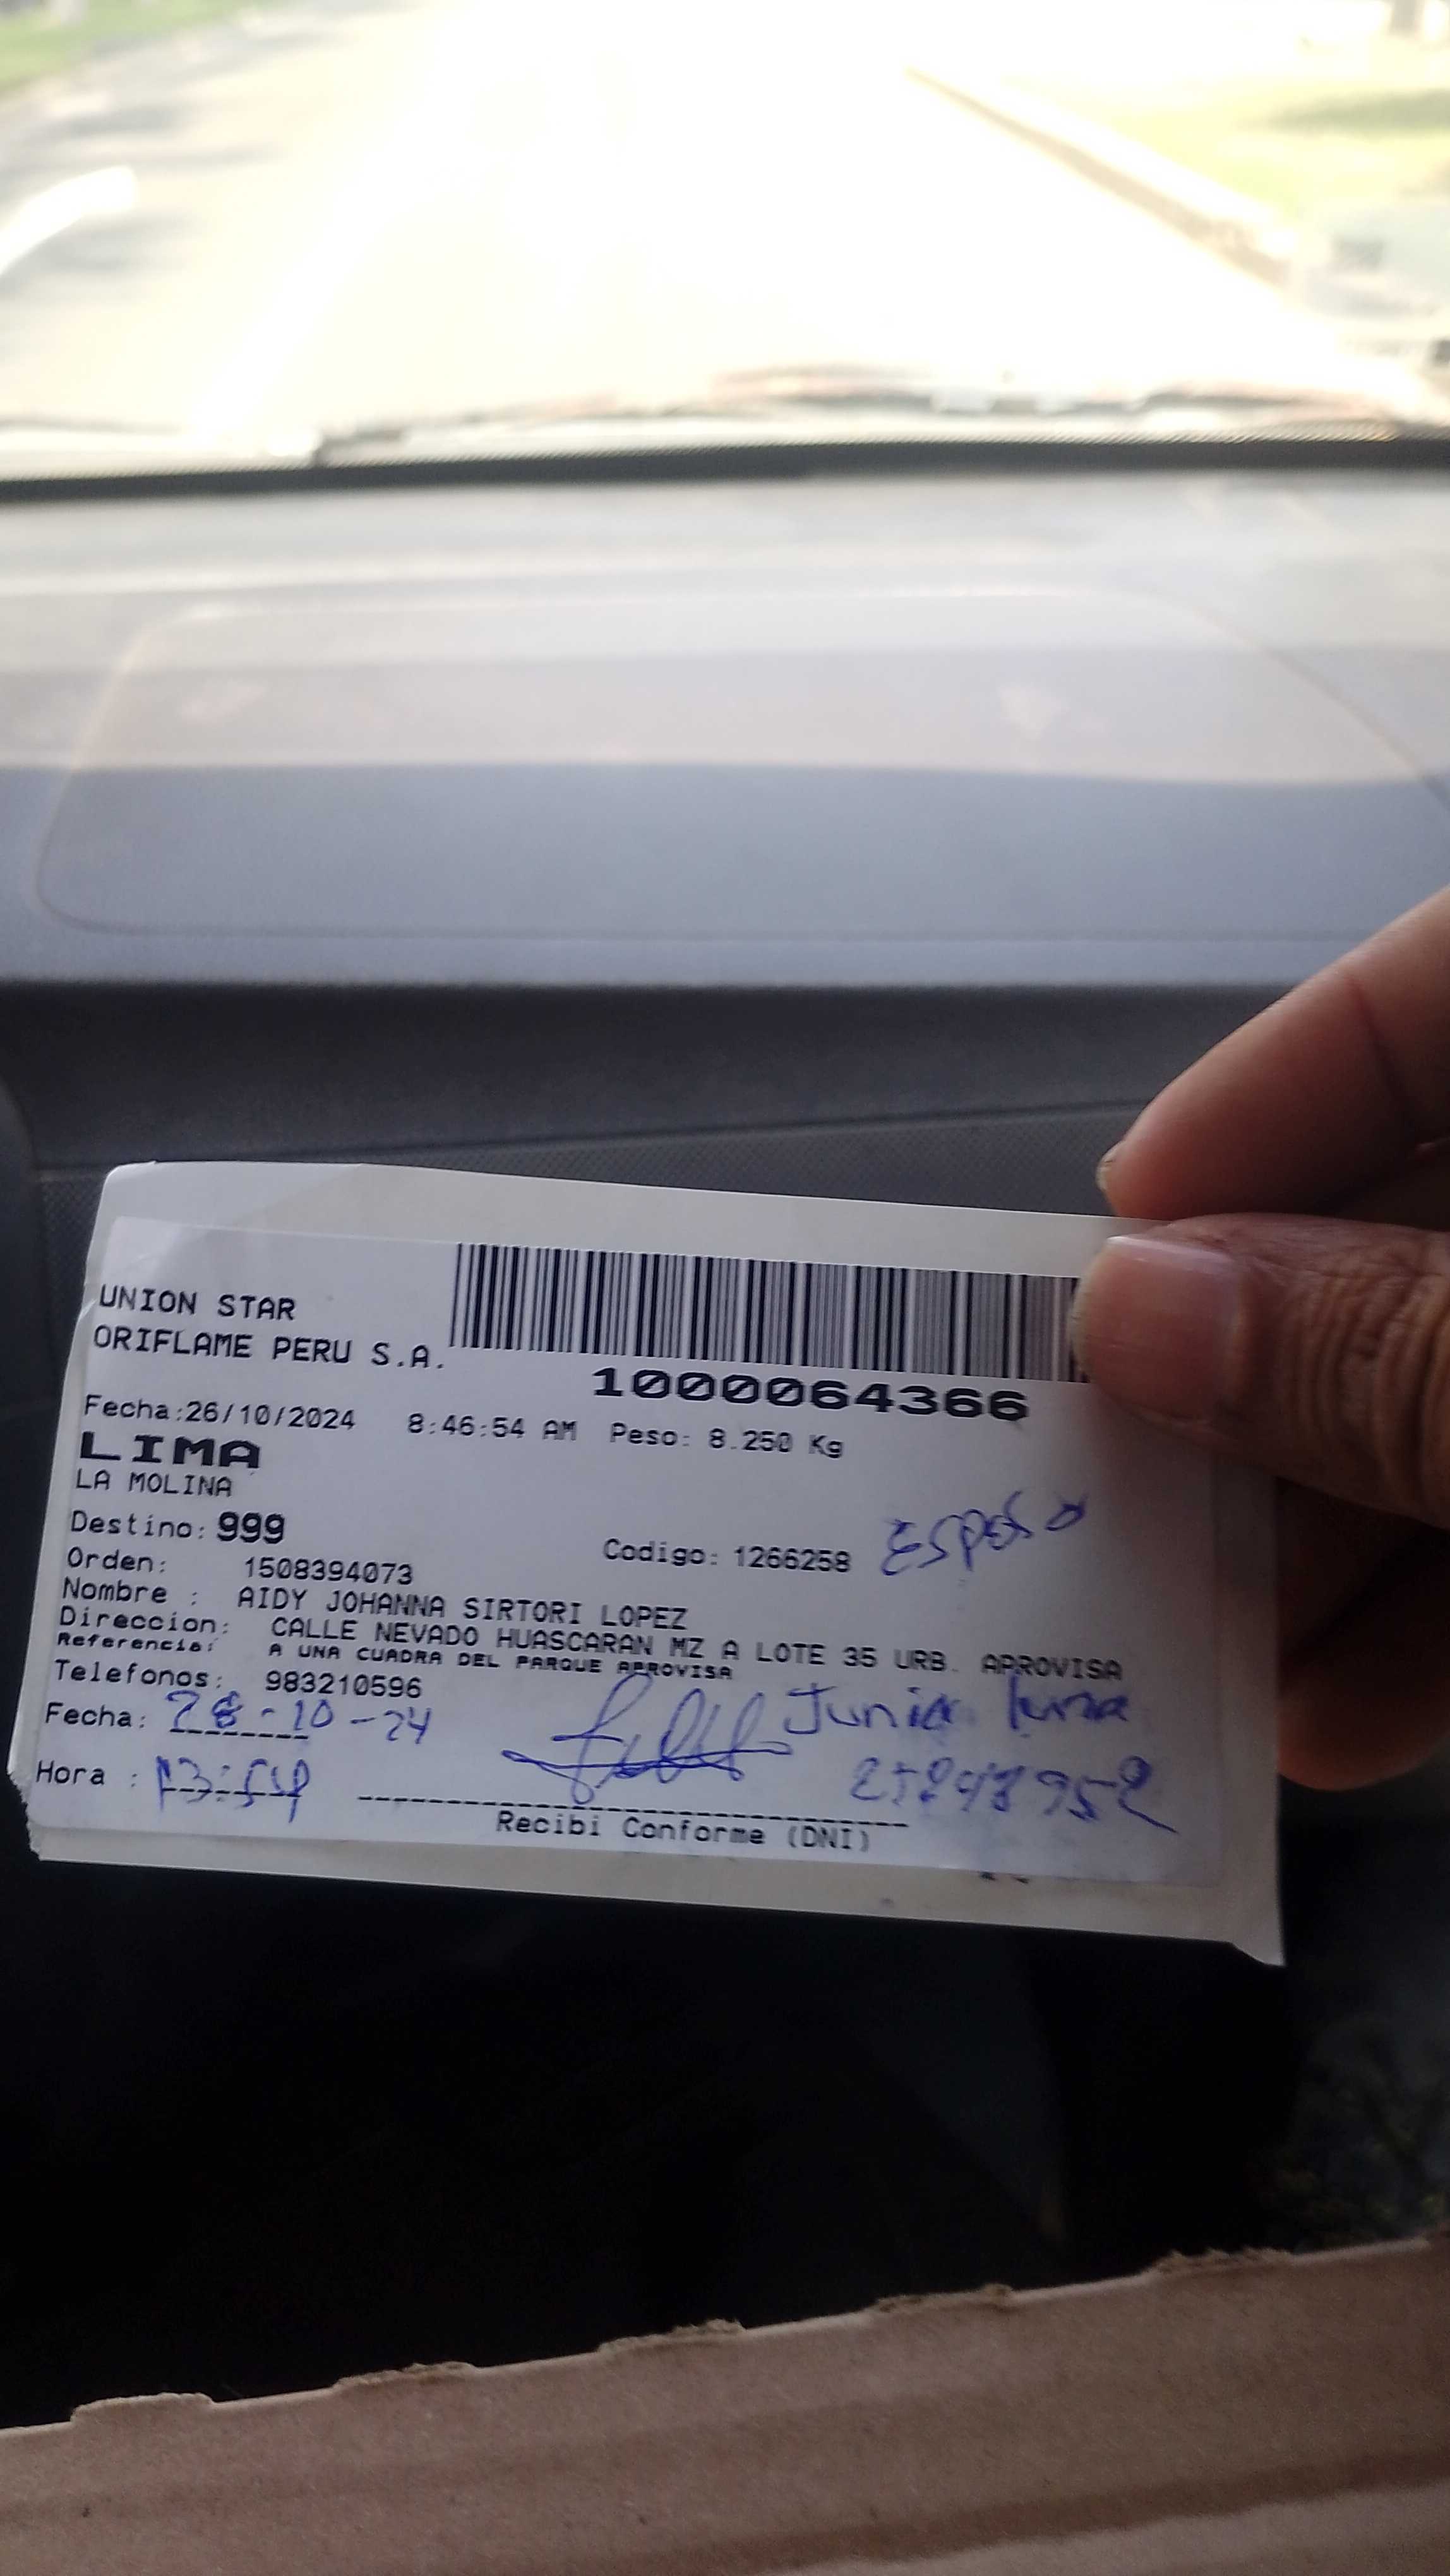 UNION STAR
ORIFLAME PERU S.A.
1000064366
Fecha:26/10/2024 8:46:54 AM Peso: 8.250 Kg
LIMA
LA MOLINA
Destino: 999
Codigo: 1266258 Esposo
Orden: 1508394073
Nombre : AIDY JOHANNA SIRTORI LOPEZ
Direccion: CALLE NEVADO HUASCARAN MZ A LOTE 35 URB. APROVISA
Referencia: A UNA CUADRA DEL PARQUE APROVISA
Telefonos: 983210596
Fecha: 28-10-24
Junior luna
Hora :
Recibi Conforme (DNI)